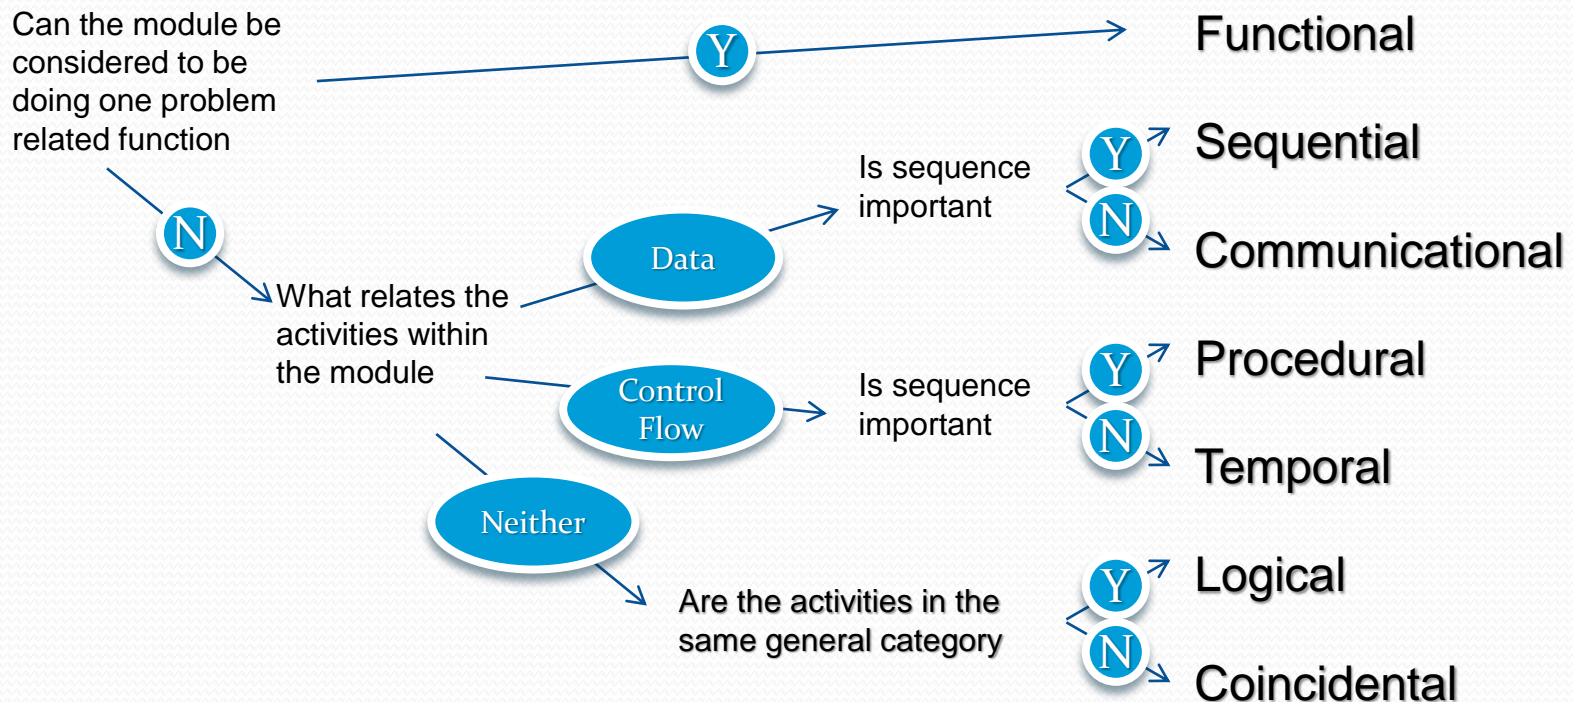 Can the module be
considered to be
doing one problem
related function
Y
Functional
N
What relates the
activities within
the module
Data
Is sequence
important
Y
Sequential
N
Communicational
Control
Flow
Is sequence
important
Y
Procedural
N
Temporal
Neither
Are the activities in the
same general category
Y
Logical
N
Coincidental